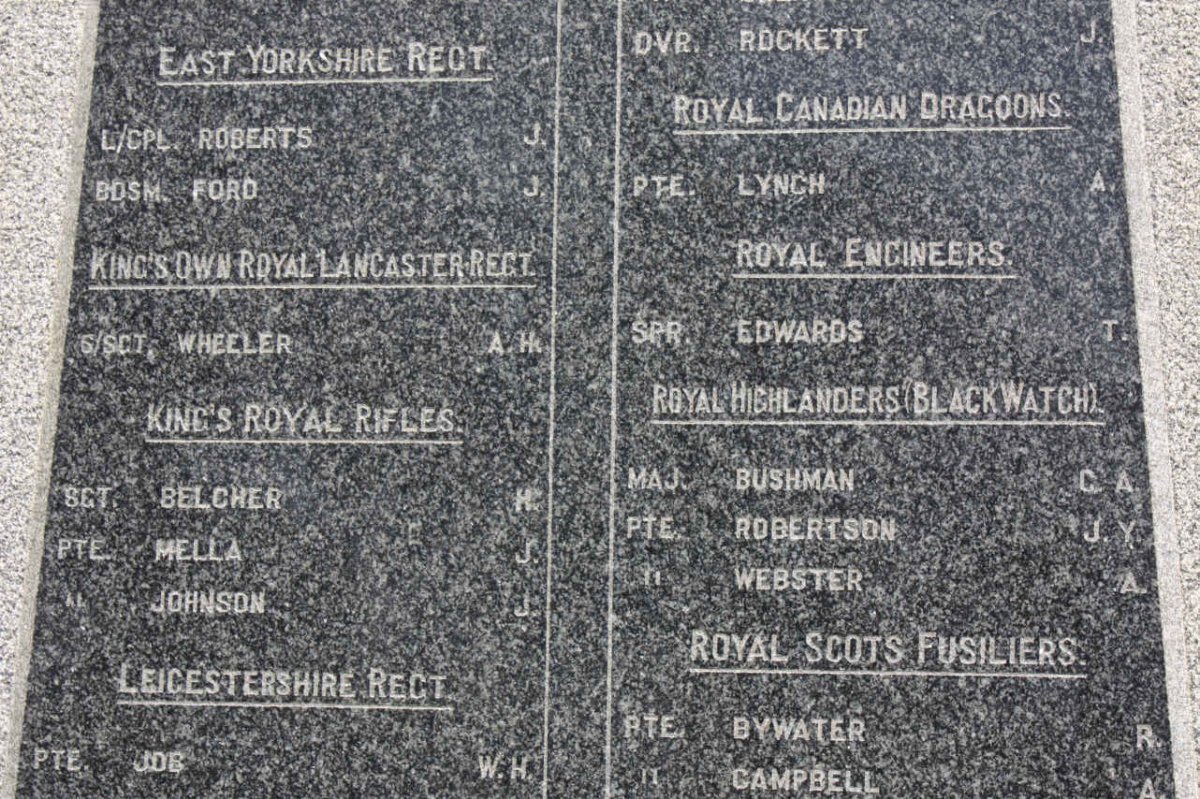 EAST YORKSHIRE REGT.
L/CPL. ROBERTS J.
BDSM. FORD J.
KING'S OWN ROYAL LANCASTER REGT.
S/SGT. WHEELER A.H.
KING'S ROYAL RIFLES.
SGT. BELCHER H.
PTE. MELLA J.
" JOHNSON J.
LEICESTERSHIRE REGT.
PTE. JOB W.H.
DVR. ROCKETT J.
ROYAL CANADIAN DRAGOONS.
PTE. LYNCH A.
ROYAL ENGINEERS.
SPR. EDWARDS T.
ROYAL HIGHLANDERS (BLACK WATCH).
MAJ. BUSHMAN C.A.
PTE. ROBERTSON J.Y.
" WEBSTER A.
ROYAL SCOTS FUSILIERS.
PTE. BYWATER R.
" CAMPBELL A.